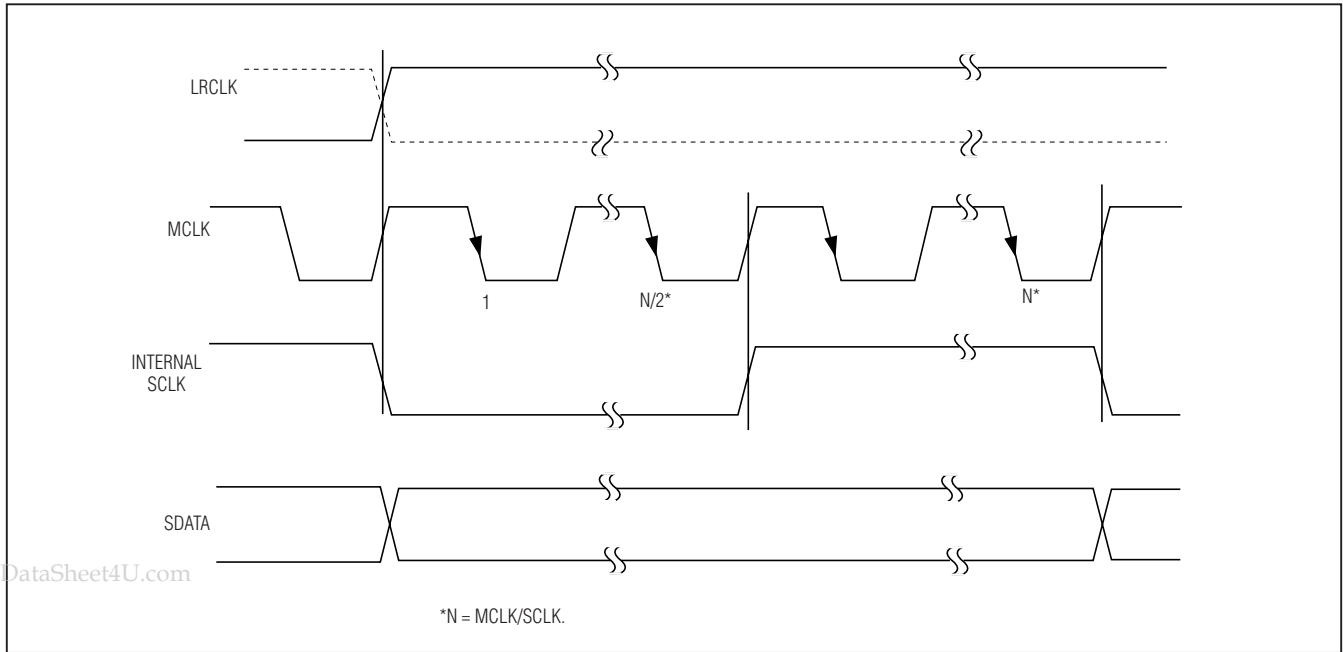 LRCLK
MCLK
1
N/2*
N*
INTERNAL
SCLK
SDATA
DataSheet4U.com
*N = MCLK/SCLK.